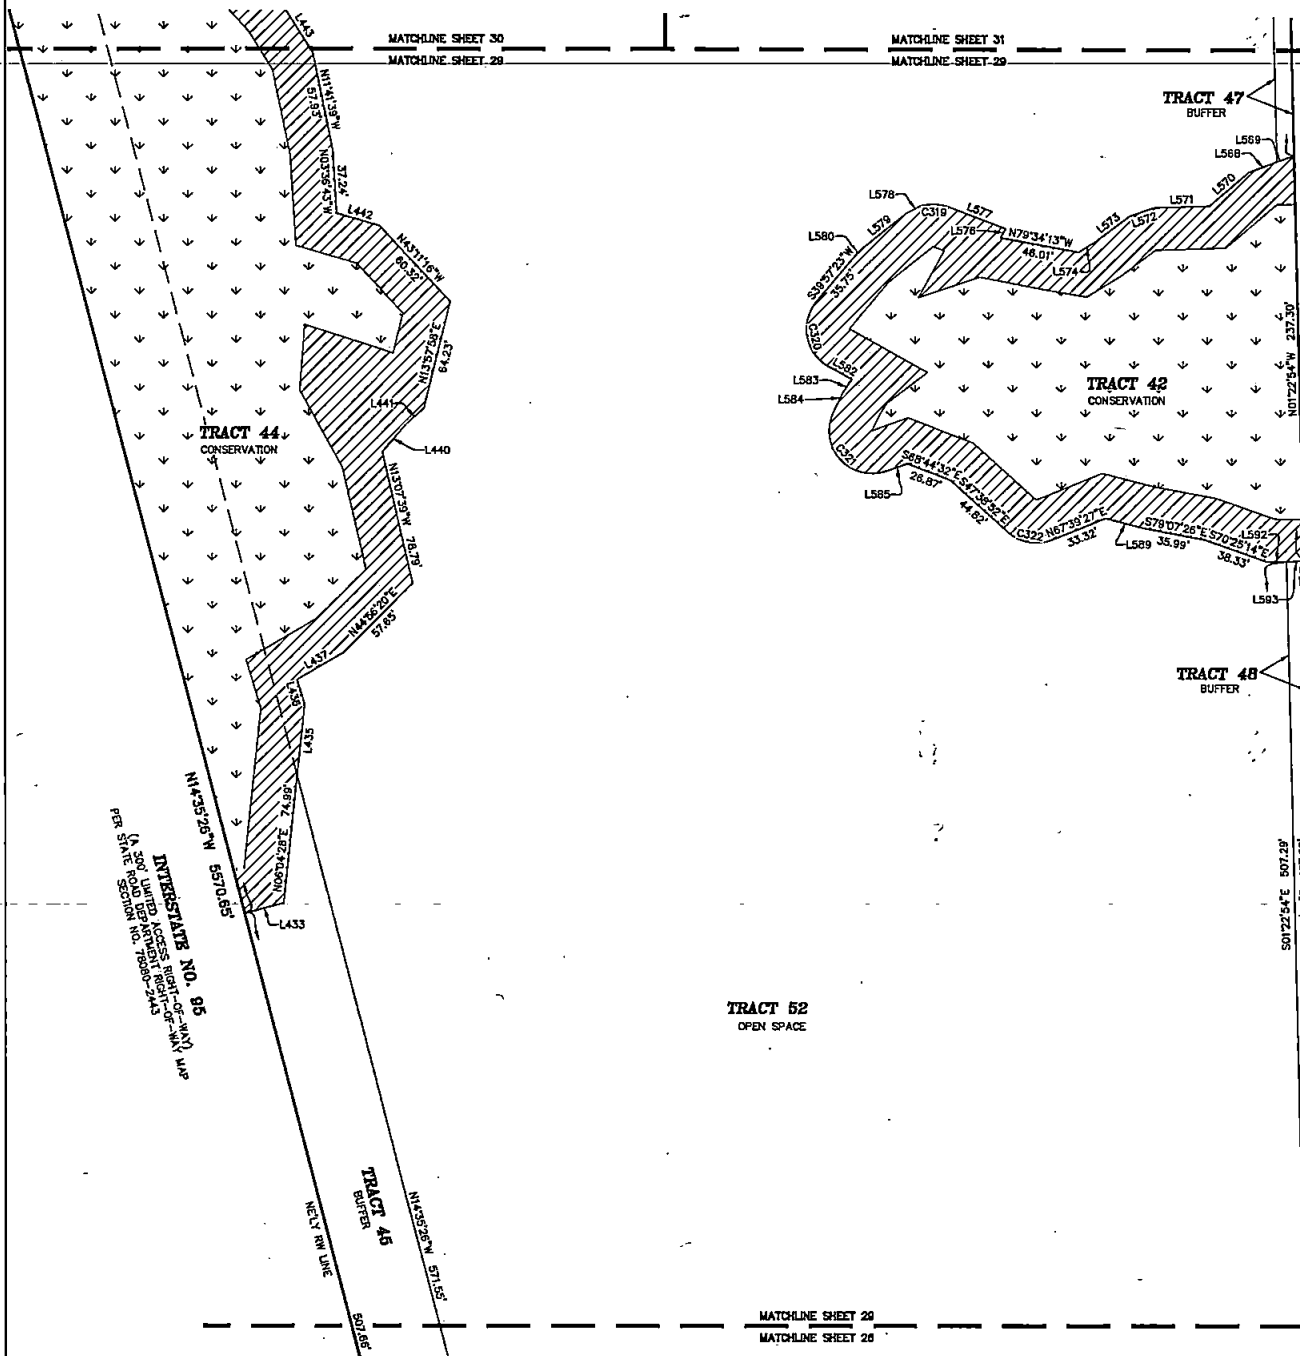 MATCHLINE SHEET 30
MATCHLINE SHEET 29
MATCHLINE SHEET 31
MATCHLINE SHEET 29
L443
N11°41'39"W
57.93'
N03°36'43"W
37.24'
L442
N43°11'16"W
60.32'
N13°57'58"E
64.23'
L441
L440
TRACT 44
CONSERVATION
N13°07'39"W 78.79'
N44°56'20"E
57.65'
L437
L436
L435
N06°04'28"E 74.99'
L433
N14°35'26"W 5570.65'
INTERSTATE NO. 95
(A 300' LIMITED ACCESS RIGHT-OF-WAY)
PER STATE ROAD DEPARTMENT RIGHT-OF-WAY MAP
SECTION NO. 78080-2443
TRACT 47
BUFFER
L569
L568
L570
L571
L572
L573
L574
N79°34'13"W
46.01'
L576
L577
C319
L578
L579
L580
S39°57'23"W
35.75'
C320
L582
L583
L584
C321
L585
S68°44'32"E
26.87'
S47°38'52"E
44.82'
C322
N67°39'27"E
33.32'
L589
S79°07'26"E
35.99'
S70°25'14"E
38.33'
L592
L593
TRACT 42
CONSERVATION
N01°22'54"W 237.30'
TRACT 48
BUFFER
S01°22'54"E 507.29'
TRACT 52
OPEN SPACE
TRACT 45
BUFFER
N14°35'26"W 571.55'
NE'LY RW LINE
507.66'
MATCHLINE SHEET 29
MATCHLINE SHEET 26